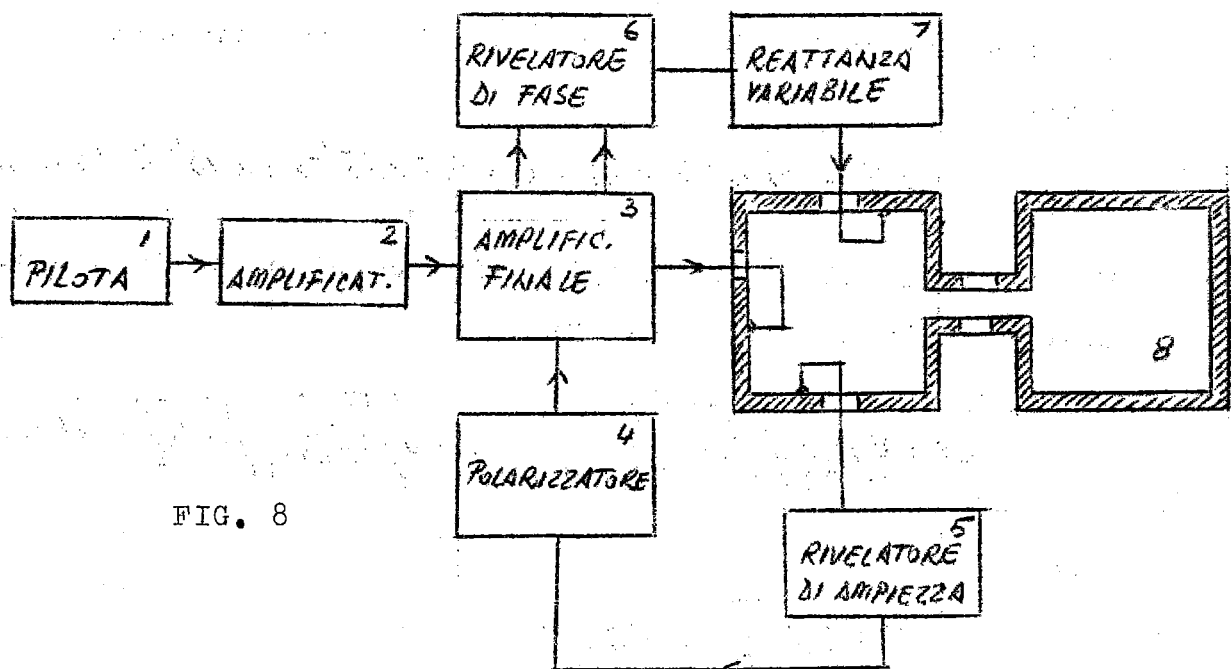 6
RIVELATORE
DI FASE
7
REATTANZA
VARIABILE
1
PILOTA
2
AMPLIFICAT.
3
AMPLIFIC.
FINALE
8
4
POLARIZZATORE
5
RIVELATORE
DI AMPIEZZA
FIG. 8